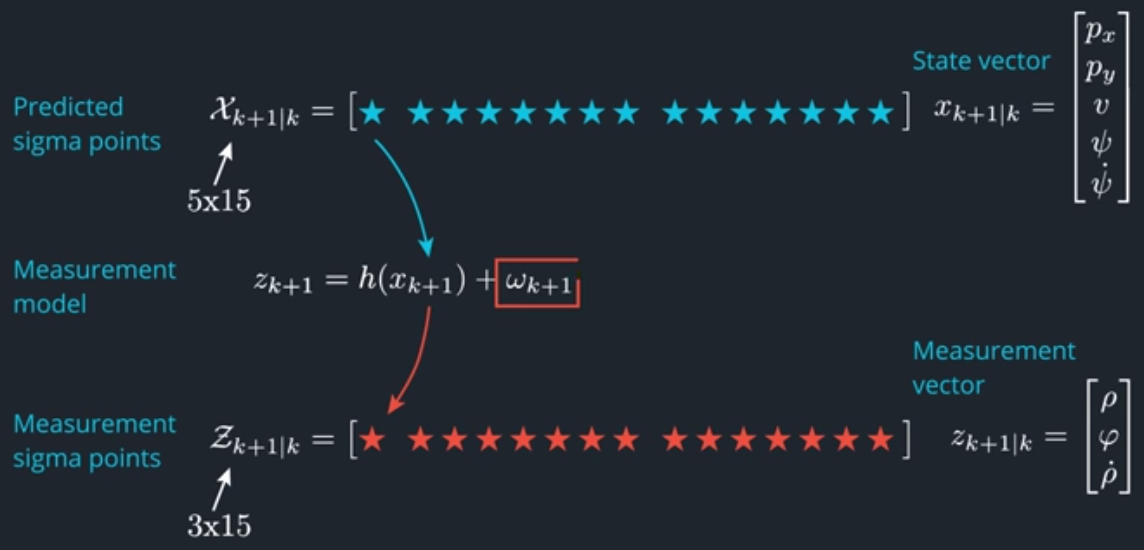 State vector
Predicted
sigma points
𝒳ₖ₊₁|ₖ = [★ ★★★★★★★ ★★★★★★★]
xₖ₊₁|ₖ = [pₓ p_y v ψ ψ̇]
5x15
Measurement
model
zₖ₊₁ = h(xₖ₊₁) + ωₖ₊₁
Measurement
vector
Measurement
sigma points
𝒵ₖ₊₁|ₖ = [★ ★★★★★★★ ★★★★★★★]
zₖ₊₁|ₖ = [ρ φ ρ̇]
3x15